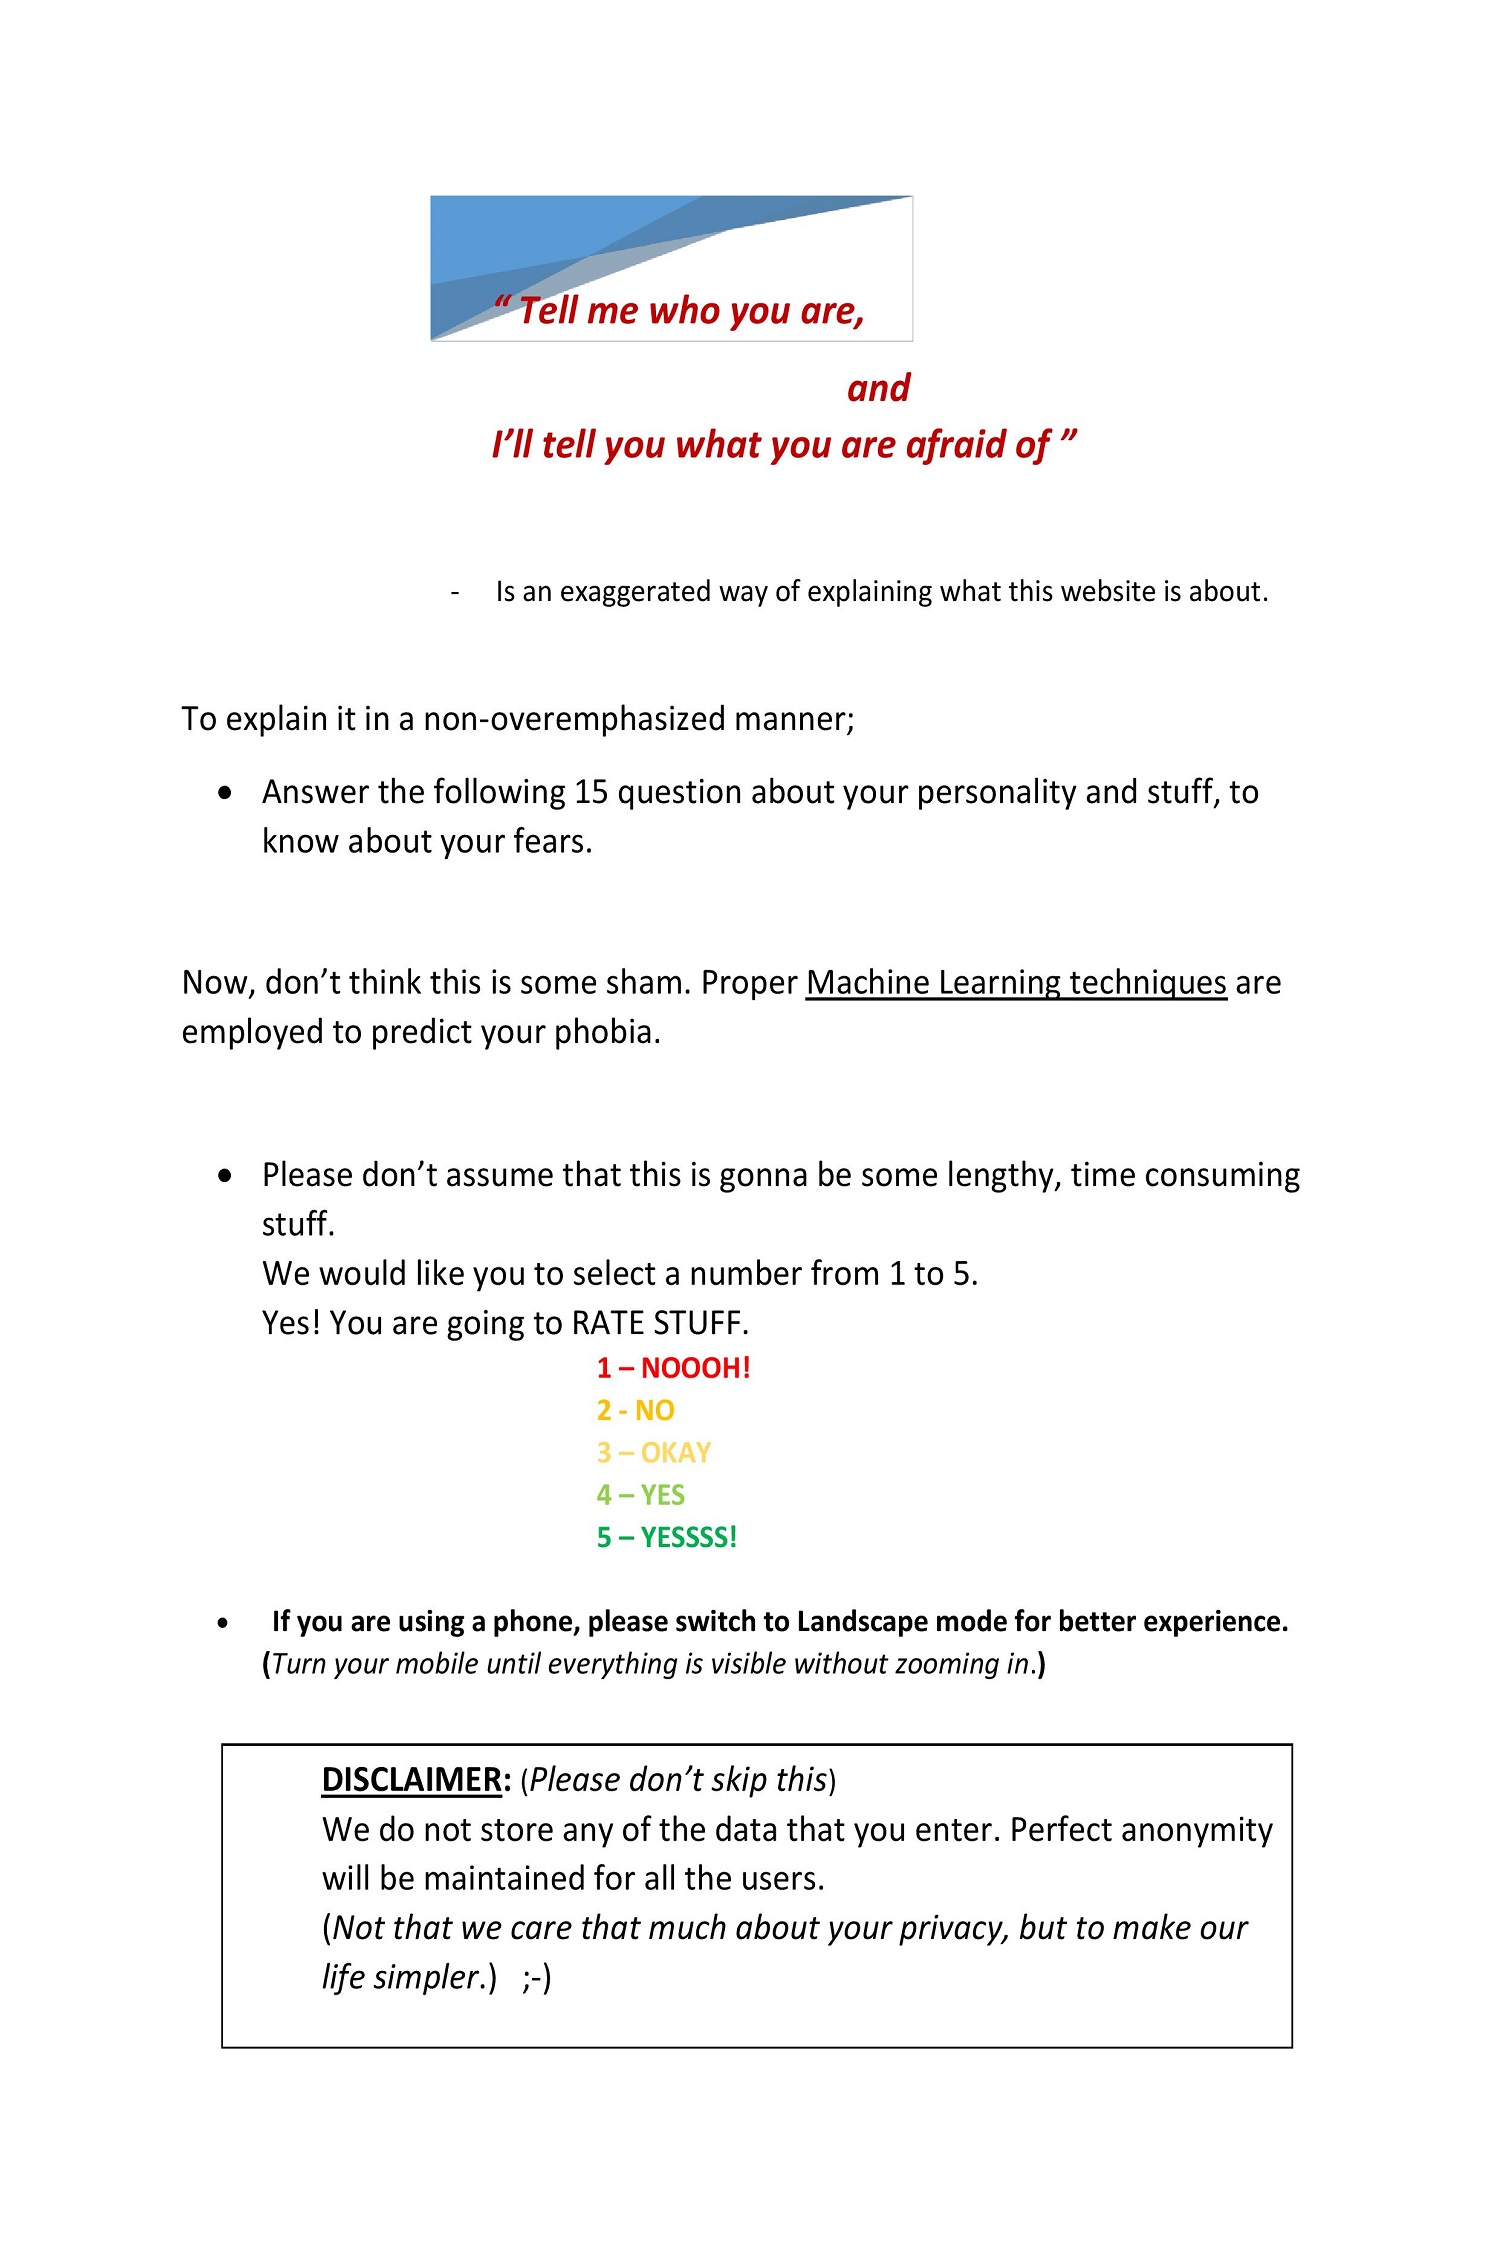 “ Tell me who you are,
and
I’ll tell you what you are afraid of ”
- Is an exaggerated way of explaining what this website is about.
To explain it in a non-overemphasized manner;
• Answer the following 15 question about your personality and stuff, to
know about your fears.
Now, don’t think this is some sham. Proper Machine Learning techniques are
employed to predict your phobia.
• Please don’t assume that this is gonna be some lengthy, time consuming
stuff.
We would like you to select a number from 1 to 5.
Yes! You are going to RATE STUFF.
1 – NOOOH!
2 - NO
3 – OKAY
4 – YES
5 – YESSSS!
• If you are using a phone, please switch to Landscape mode for better experience.
(Turn your mobile until everything is visible without zooming in.)
DISCLAIMER: (Please don’t skip this)
We do not store any of the data that you enter. Perfect anonymity
will be maintained for all the users.
(Not that we care that much about your privacy, but to make our
life simpler.) ;-)